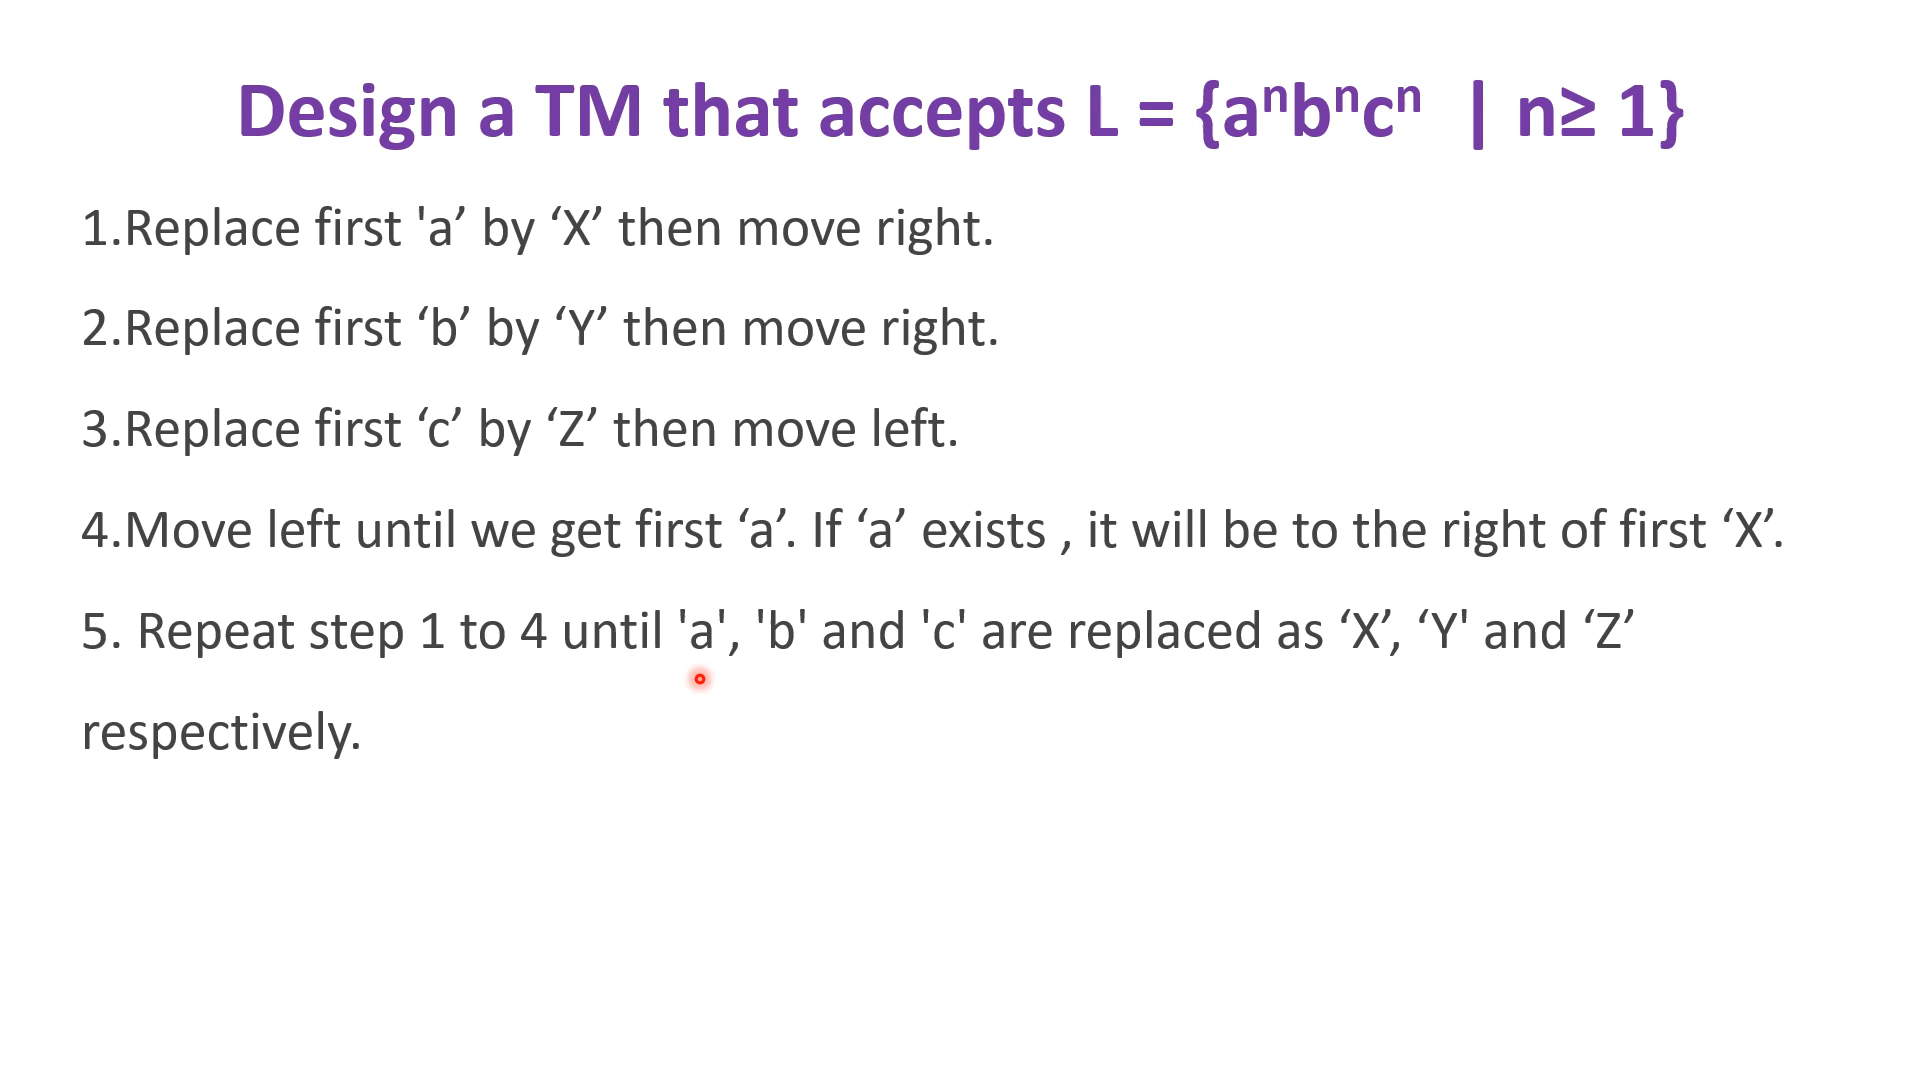 Design a TM that accepts L = {aⁿbⁿcⁿ | n≥ 1}
1.Replace first 'a’ by ‘X’ then move right.
2.Replace first ‘b’ by ‘Y’ then move right.
3.Replace first ‘c’ by ‘Z’ then move left.
4.Move left until we get first ‘a’. If ‘a’ exists , it will be to the right of first ‘X’.
5. Repeat step 1 to 4 until 'a', 'b' and 'c' are replaced as ‘X’, ‘Y' and ‘Z’
respectively.